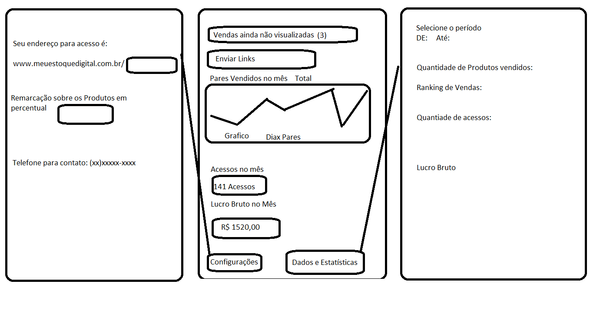 Seu endereço para acesso é:
www.meuestoquedigital.com.br/
Remarcação sobre os Produtos em
percentual
Telefone para contato: (xx)xxxxx-xxxx
Vendas ainda não visualizadas (3)
Enviar Links
Pares Vendidos no mês Total
Grafico Diax Pares
Acessos no mês
141 Acessos
Lucro Bruto no Mês
R$ 1520,00
Configurações Dados e Estatísticas
Selecione o período
DE: Até:
Quantidade de Produtos vendidos:
Ranking de Vendas:
Quantiade de acessos:
Lucro Bruto